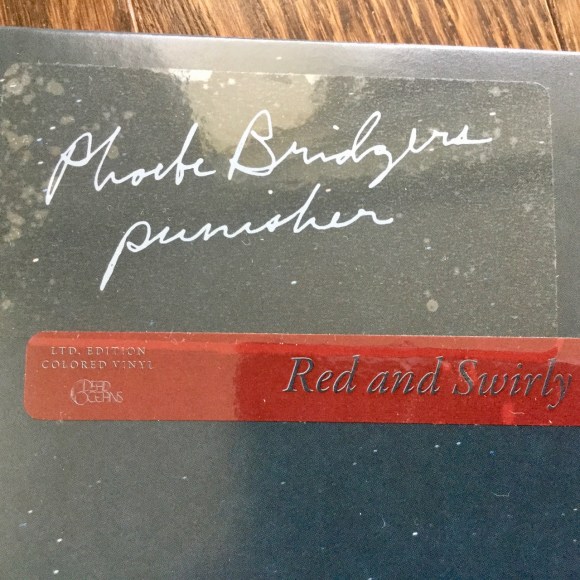 Phoebe Bridgers
punisher
LTD. EDITION
COLORED VINYL
DEAD
OCEANS
Red and Swirly